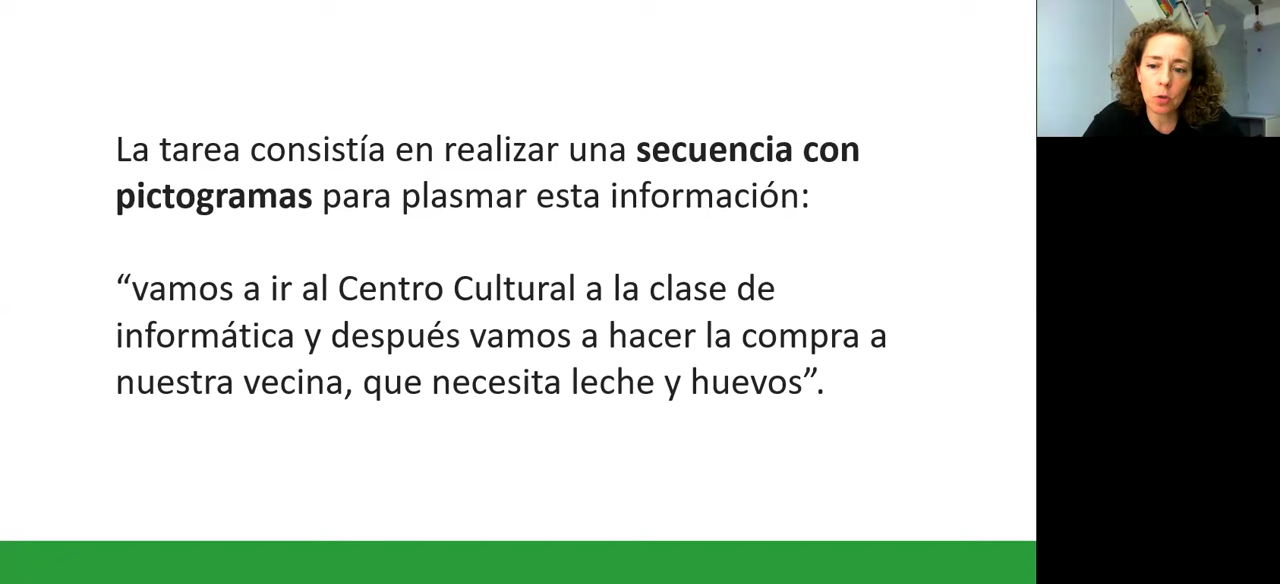 La tarea consistía en realizar una secuencia con
pictogramas para plasmar esta información:
“vamos a ir al Centro Cultural a la clase de
informática y después vamos a hacer la compra a
nuestra vecina, que necesita leche y huevos”.